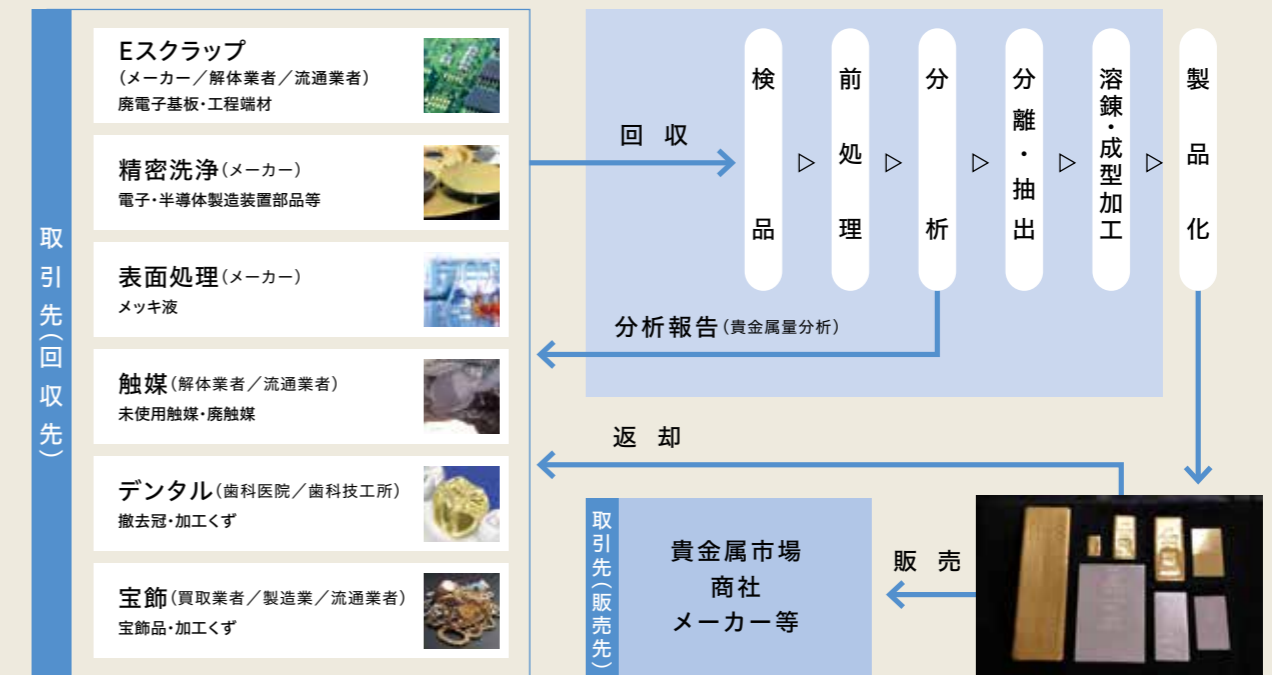 取引先(回収先)
Eスクラップ
(メーカー/解体業者/流通業者)
廃電子基板・工程端材
精密洗浄(メーカー)
電子・半導体製造装置部品等
表面処理(メーカー)
メッキ液
触媒(解体業者/流通業者)
未使用触媒・廃触媒
デンタル(歯科医院/歯科技工所)
撤去冠・加工くず
宝飾(買取業者/製造業/流通業者)
宝飾品・加工くず
回収
検品
前処理
分析
分離・抽出
溶錬・成型加工
製品化
分析報告(貴金属量分析)
返却
販売
取引先(販売先)
貴金属市場
商社
メーカー等